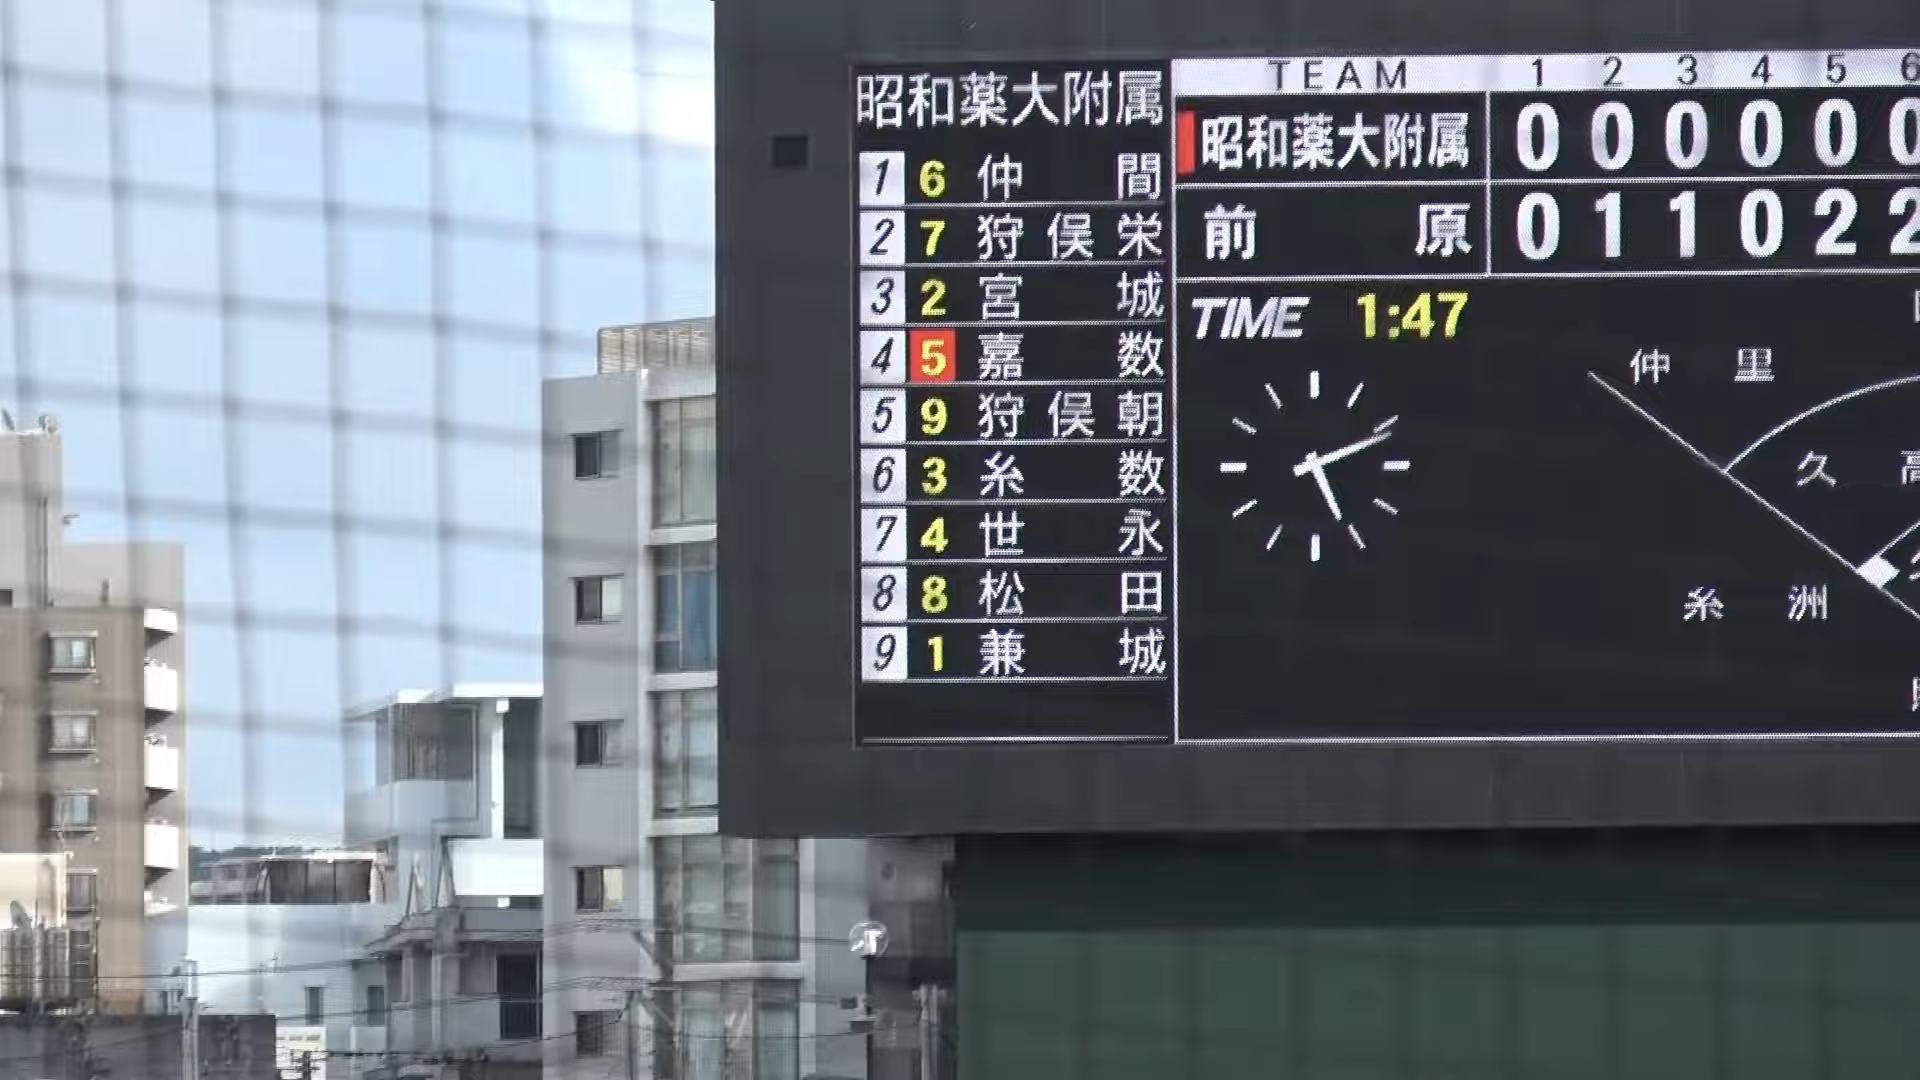 昭和薬大附属
1 6 仲間
2 7 狩俣栄
3 2 宮城
4 5 嘉数
5 9 狩俣朝
6 3 糸数
7 4 世永
8 8 松田
9 1 兼城
TEAM 1 2 3 4 5 6
昭和薬大附属 0 0 0 0 0 0
前原 0 1 1 0 2 2
TIME 1:47
仲里
久高
糸洲